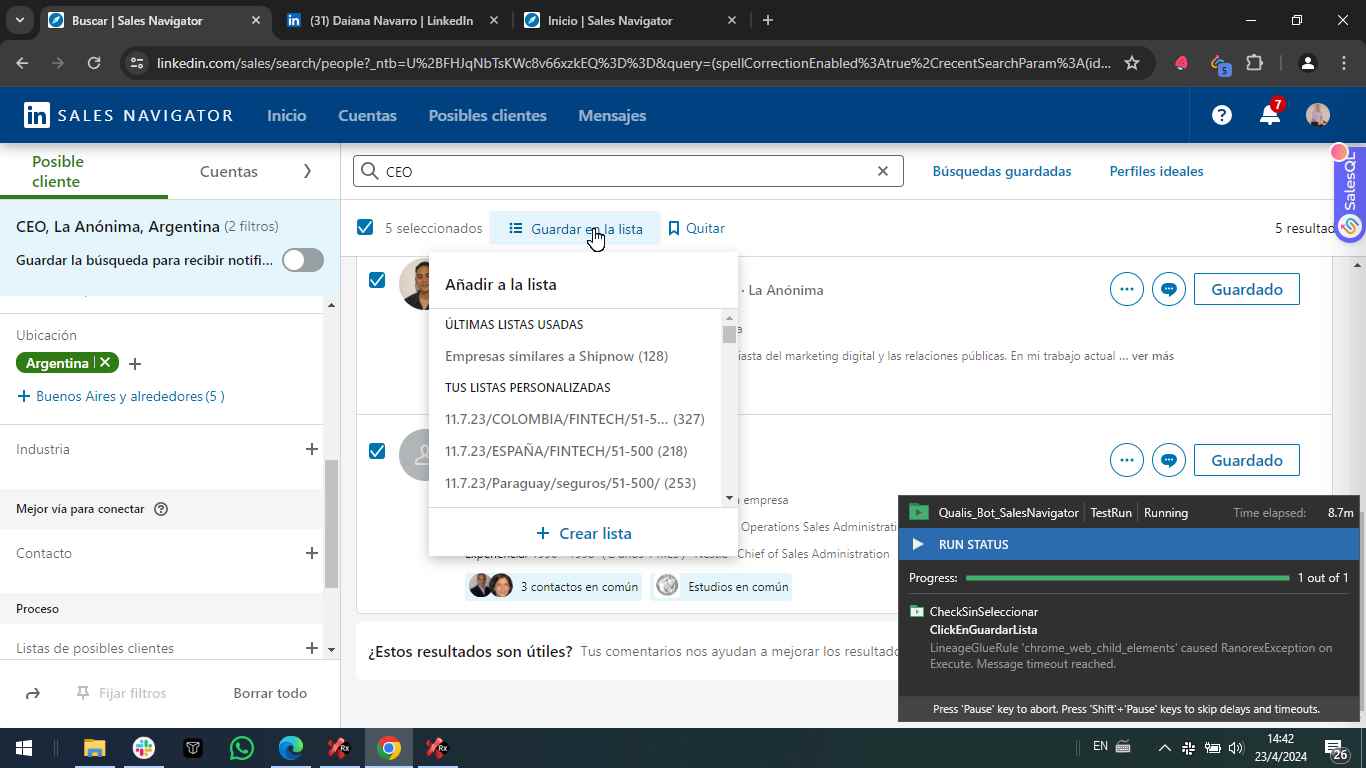 Buscar | Sales Navigator
(31) Daiana Navarro | LinkedIn
Inicio | Sales Navigator
linkedin.com/sales/search/people?_ntb=U%2BFHJqNbTsKWc8v66xzkEQ%3D%3D&query=(spellCorrectionEnabled%3Atrue%2CrecentSearchParam%3A(id...
5
in SALES NAVIGATOR
Inicio
Cuentas
Posibles clientes
Mensajes
7
Posible cliente
Cuentas
CEO
Búsquedas guardadas
Perfiles ideales
SalesQL
CEO, La Anónima, Argentina (2 filtros)
Guardar la búsqueda para recibir notifi...
5 seleccionados
Guardar en la lista
Quitar
5 resultad
Ubicación
Argentina
Buenos Aires y alrededores (5 )
Industria
Mejor vía para conectar
Contacto
Proceso
Listas de posibles clientes
Fijar filtros
Borrar todo
Añadir a la lista
ÚLTIMAS LISTAS USADAS
Empresas similares a Shipnow (128)
TUS LISTAS PERSONALIZADAS
11.7.23/COLOMBIA/FINTECH/51-5... (327)
11.7.23/ESPAÑA/FINTECH/51-500 (218)
11.7.23/Paraguay/seguros/51-500/ (253)
Crear lista
· La Anónima
Guardado
iasta del marketing digital y las relaciones públicas. En mi trabajo actual ... ver más
Guardado
empresa
Operations Sales Administrati
Chief of Sales Administration
3 contactos en común
Estudios en común
¿Estos resultados son útiles? Tus comentarios nos ayudan a mejorar los resultado
Qualis_Bot_SalesNavigator
TestRun
Running
Time elapsed: 8.7m
RUN STATUS
Progress:
1 out of 1
CheckSinSeleccionar
ClickEnGuardarLista
LineageGlueRule 'chrome_web_child_elements' caused RanorexException on
Execute. Message timeout reached.
Press 'Pause' key to abort. Press 'Shift'+'Pause' keys to skip delays and timeouts.
EN
14:42
23/4/2024
26